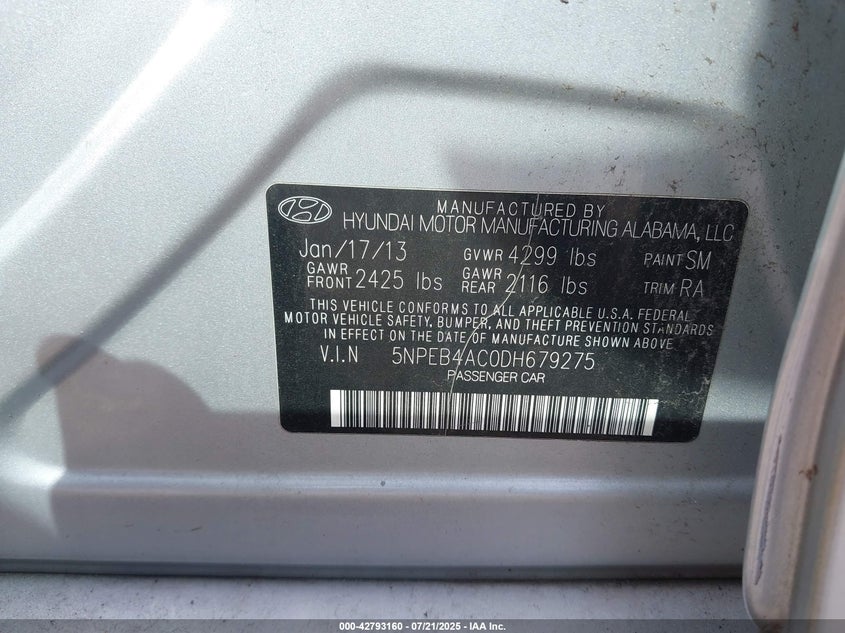 MANUFACTURED BY
HYUNDAI MOTOR MANUFACTURING ALABAMA, LLC
Jan/17/13 GVWR 4299 lbs PAINT SM
GAWR FRONT 2425 lbs GAWR REAR 2116 lbs TRIM RA
THIS VEHICLE CONFORMS TO ALL APPLICABLE U.S.A. FEDERAL
MOTOR VEHICLE SAFETY, BUMPER, AND THEFT PREVENTION STANDARDS
IN EFFECT ON THE DATE OF MANUFACTURE SHOWN ABOVE.
V.I.N 5NPEB4AC0DH679275
PASSENGER CAR
000-42793160 - 07/21/2025 - IAA Inc.